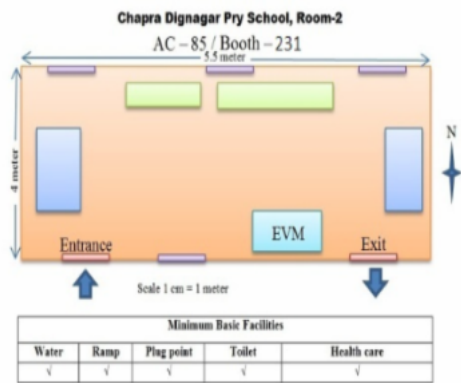 Chapra Dignagar Pry School, Room-2
AC – 85 / Booth – 231
5.5 meter
4 meter
N
EVM
Entrance
Exit
Scale 1 cm = 1 meter
Minimum Basic Facilities
Water Ramp Plug point Toilet Health care
√ √ √ √ √